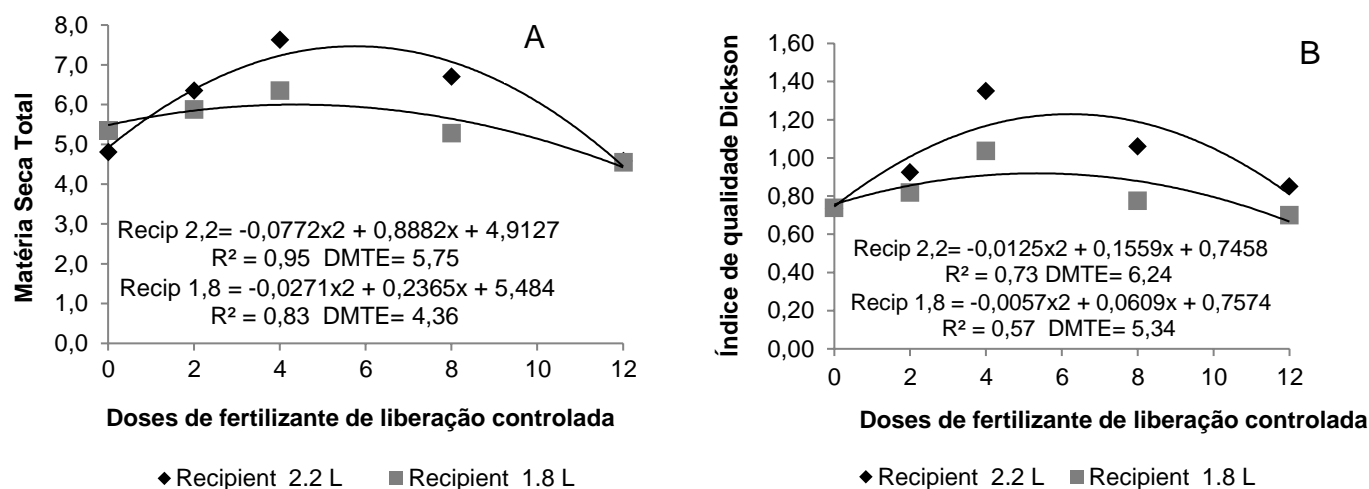 A
Matéria Seca Total
8,0
7,0
6,0
5,0
4,0
3,0
2,0
1,0
0,0
Recip 2,2= -0,0772x2 + 0,8882x + 4,9127
R² = 0,95 DMTE= 5,75
Recip 1,8 = -0,0271x2 + 0,2365x + 5,484
R² = 0,83 DMTE= 4,36
0 2 4 6 8 10 12
Doses de fertilizante de liberação controlada
Recipient 2.2 L Recipient 1.8 L
B
Índice de qualidade Dickson
1,60
1,40
1,20
1,00
0,80
0,60
0,40
0,20
0,00
Recip 2,2= -0,0125x2 + 0,1559x + 0,7458
R² = 0,73 DMTE= 6,24
Recip 1,8 = -0,0057x2 + 0,0609x + 0,7574
R² = 0,57 DMTE= 5,34
0 2 4 6 8 10 12
Doses de fertilizante de liberação controlada
Recipient 2.2 L Recipient 1.8 L